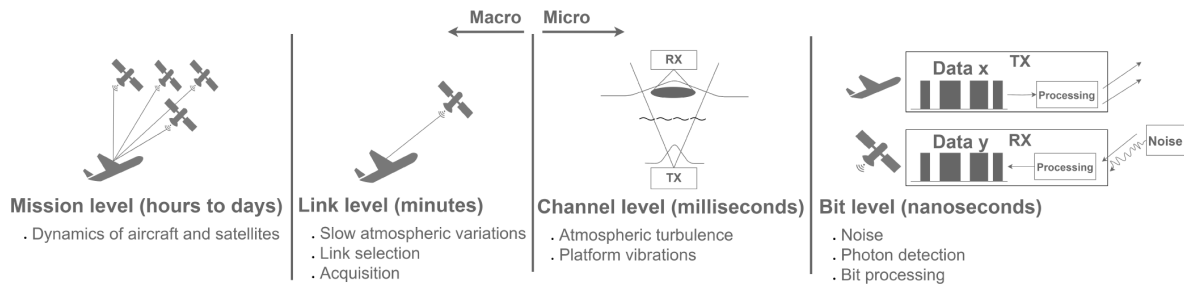 Macro
Micro
RX
TX
Data x
TX
Processing
Data y
RX
Processing
Noise
Mission level (hours to days)
. Dynamics of aircraft and satellites
Link level (minutes)
. Slow atmospheric variations
. Link selection
. Acquisition
Channel level (milliseconds)
. Atmospheric turbulence
. Platform vibrations
Bit level (nanoseconds)
. Noise
. Photon detection
. Bit processing